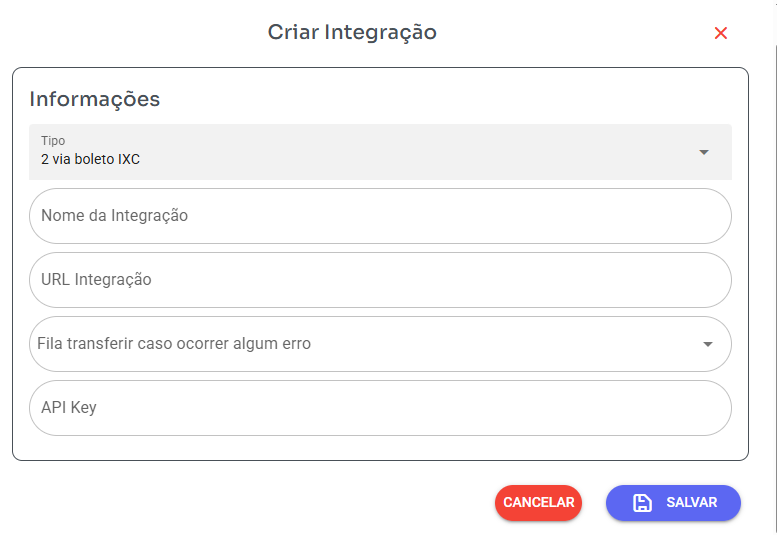 Criar Integração
Informações
Tipo
2 via boleto IXC
Nome da Integração
URL Integração
Fila transferir caso ocorrer algum erro
API Key
CANCELAR
SALVAR